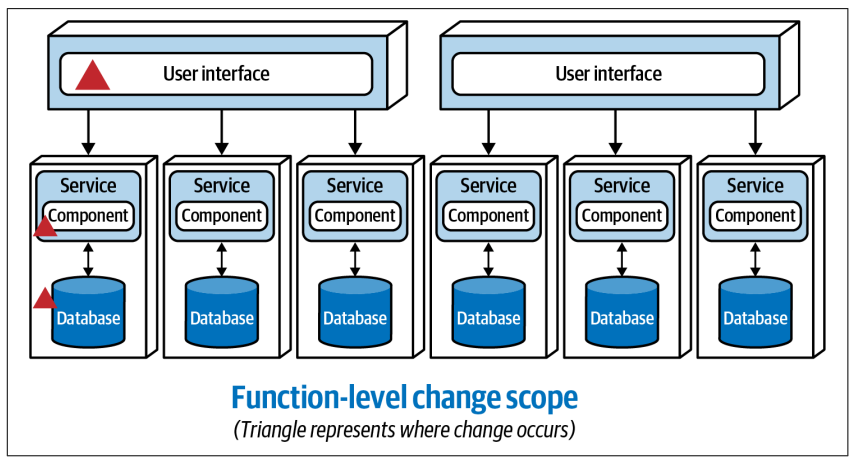 User interface
User interface
Service
Component
Database
Service
Component
Database
Service
Component
Database
Service
Component
Database
Service
Component
Database
Service
Component
Database
Function-level change scope
(Triangle represents where change occurs)